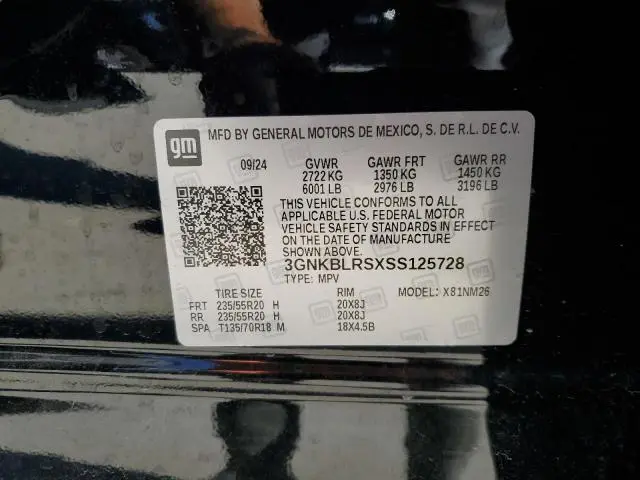 gm
MFD BY GENERAL MOTORS DE MEXICO, S. DE R.L. DE C.V.
09/24 GVWR GAWR FRT GAWR RR
2722 KG 1350 KG 1450 KG
6001 LB 2976 LB 3196 LB
THIS VEHICLE CONFORMS TO ALL
APPLICABLE U.S. FEDERAL MOTOR
VEHICLE SAFETY STANDARDS IN EFFECT
ON THE DATE OF MANUFACTURE
SHOWN ABOVE.
3GNKBLRSXSS125728
TYPE: MPV
TIRE SIZE RIM MODEL: X81NM26
FRT 235/55R20 H 20X8J
RR 235/55R20 H 20X8J
SPA T135/70R18 M 18X4.5B